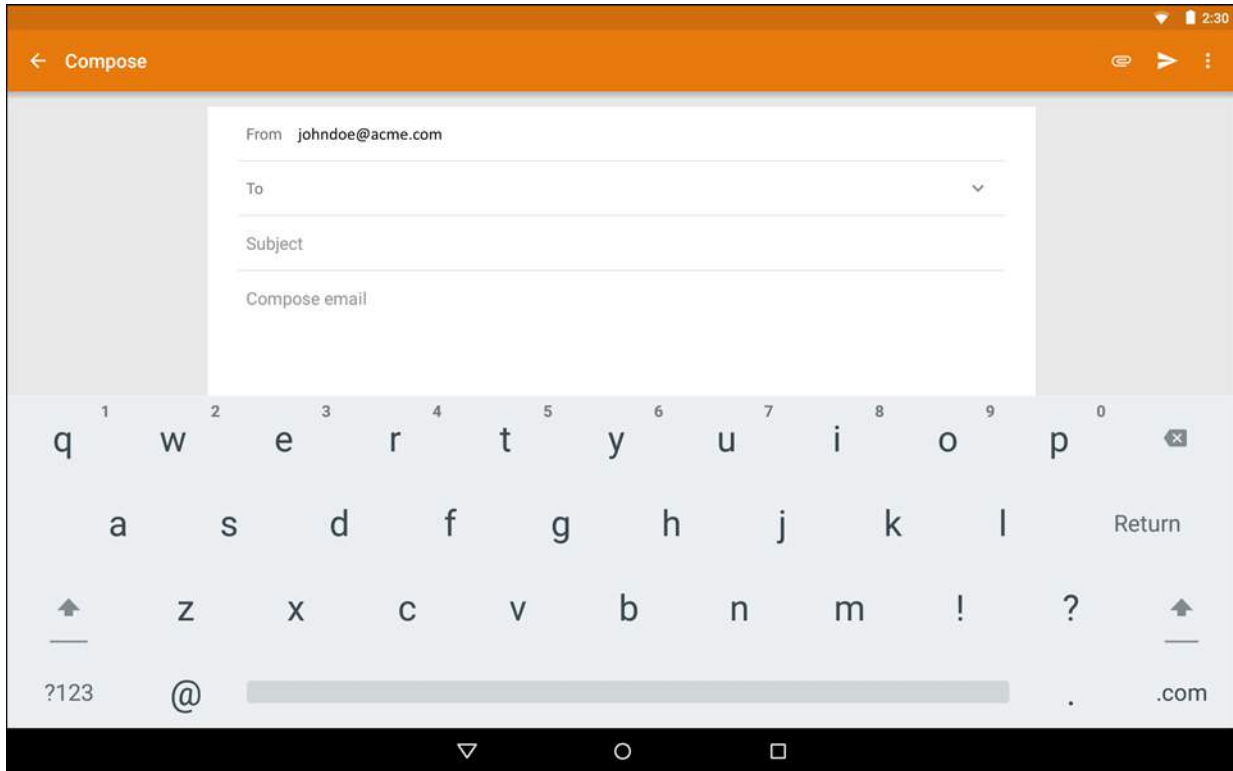 2:30
Compose
From johndoe@acme.com
To
Subject
Compose email
1 2 3 4 5 6 7 8 9 0
q w e r t y u i o p
a s d f g h j k l Return
z x c v b n m ! ?
?123 @ . .com